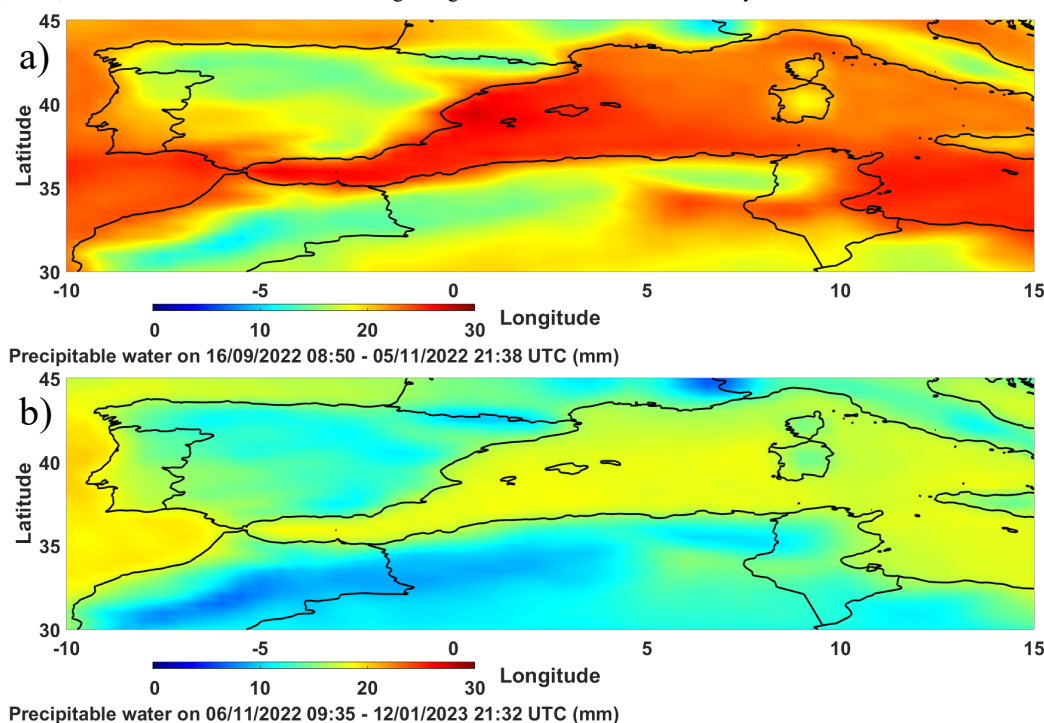 45
a)
40
Latitude
35
30
-10 -5 0 5 10 15
0 10 20 30
Longitude
Precipitable water on 16/09/2022 08:50 - 05/11/2022 21:38 UTC (mm)
45
b)
40
Latitude
35
30
-10 -5 0 5 10 15
0 10 20 30
Longitude
Precipitable water on 06/11/2022 09:35 - 12/01/2023 21:32 UTC (mm)